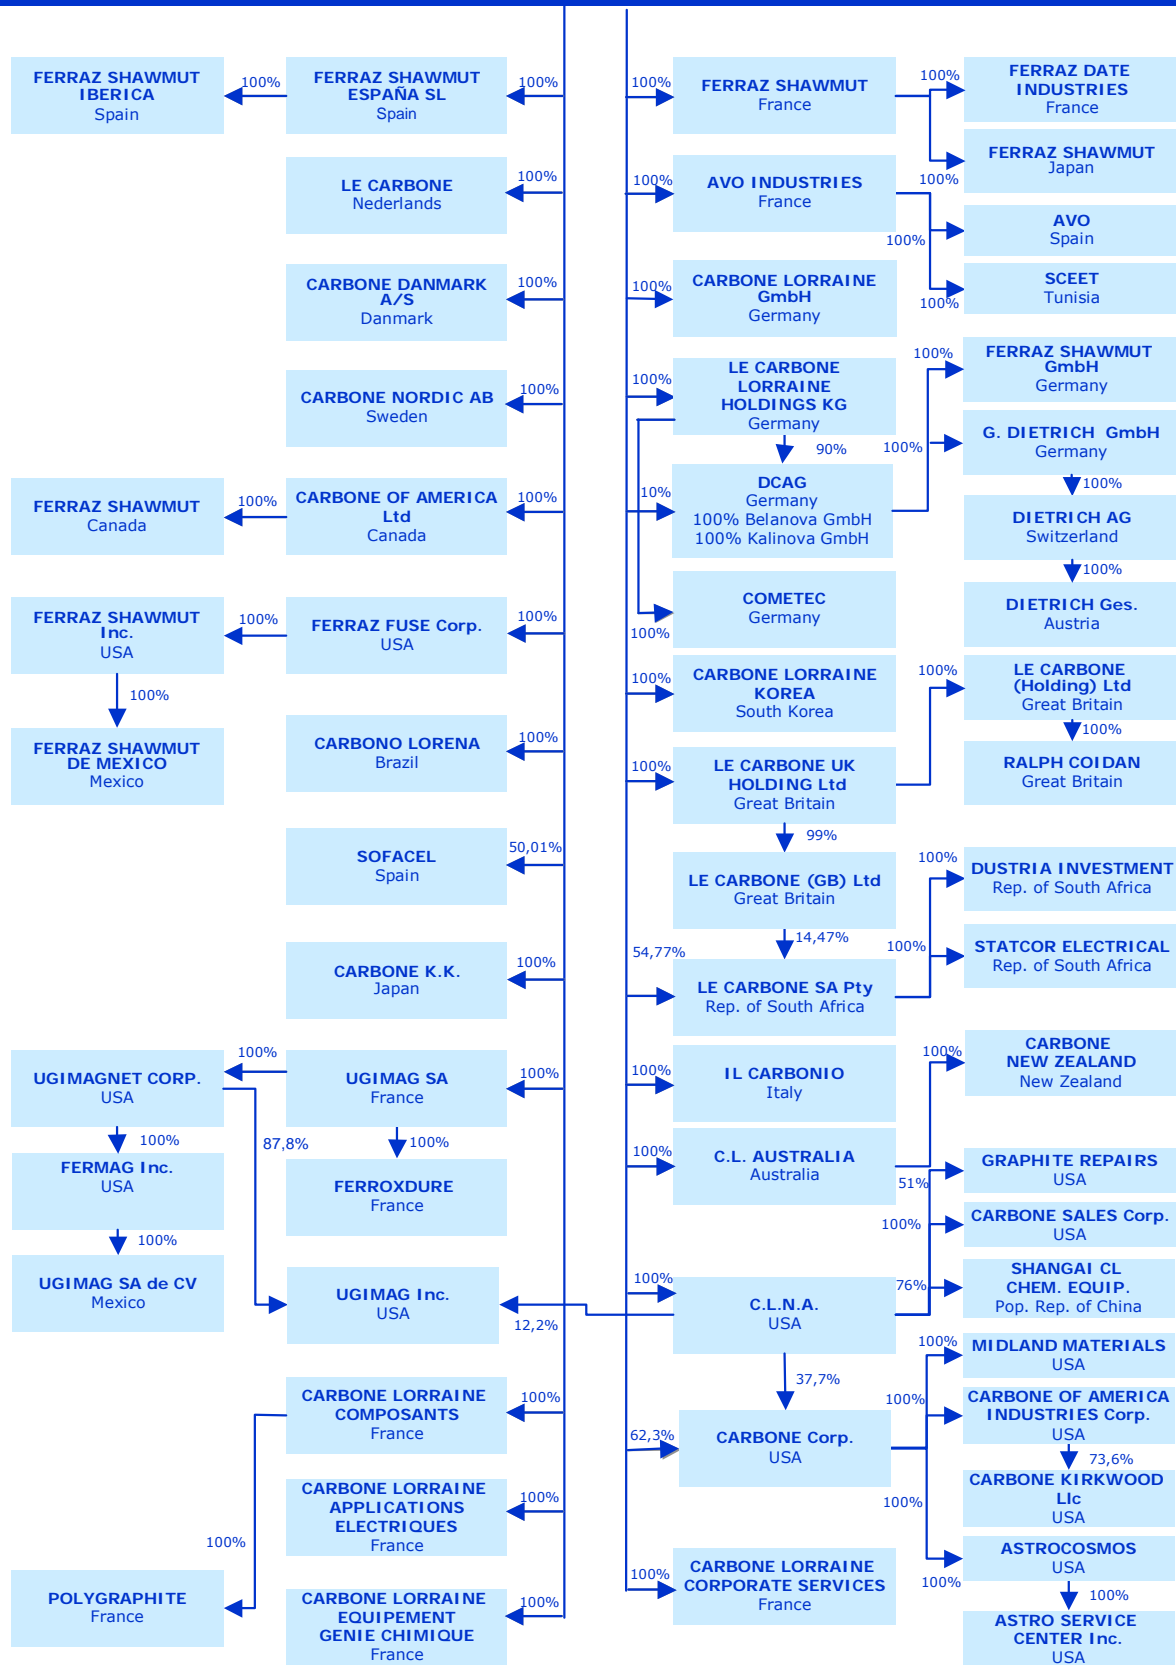 FERRAZ SHAWMUT
IBERICA
Spain
100%
FERRAZ SHAWMUT
ESPAÑA SL
Spain
100%
LE CARBONE
Nederlands
100%
CARBONE DANMARK
A/S
Danmark
100%
CARBONE NORDIC AB
Sweden
100%
FERRAZ SHAWMUT
Canada
100%
CARBONE OF AMERICA
Ltd
Canada
100%
FERRAZ SHAWMUT
Inc.
USA
100%
FERRAZ FUSE Corp.
USA
100%
100%
FERRAZ SHAWMUT
DE MEXICO
Mexico
CARBONO LORENA
Brazil
100%
SOFACEL
Spain
50,01%
CARBONE K.K.
Japan
100%
UGIMAGNET CORP.
USA
100%
UGIMAG SA
France
100%
100%
87,8%
100%
FERMAG Inc.
USA
FERROXDURE
France
100%
UGIMAG SA de CV
Mexico
UGIMAG Inc.
USA
12,2%
CARBONE LORRAINE
COMPOSANTS
France
100%
CARBONE LORRAINE
APPLICATIONS
ELECTRIQUES
France
100%
100%
POLYGRAPHITE
France
CARBONE LORRAINE
EQUIPEMENT
GENIE CHIMIQUE
France
100%
100%
FERRAZ SHAWMUT
France
100%
FERRAZ DATE
INDUSTRIES
France
FERRAZ SHAWMUT
Japan
100%
100%
AVO INDUSTRIES
France
100%
AVO
Spain
SCEET
Tunisia
100%
100%
CARBONE LORRAINE
GmbH
Germany
100%
LE CARBONE
LORRAINE
HOLDINGS KG
Germany
100%
FERRAZ SHAWMUT
GmbH
Germany
90%
100%
G. DIETRICH GmbH
Germany
10%
DCAG
Germany
100% Belanova GmbH
100% Kalinova GmbH
100%
DIETRICH AG
Switzerland
100%
COMETEC
Germany
100%
DIETRICH Ges.
Austria
100%
CARBONE LORRAINE
KOREA
South Korea
100%
LE CARBONE
(Holding) Ltd
Great Britain
100%
100%
LE CARBONE UK
HOLDING Ltd
Great Britain
RALPH COIDAN
Great Britain
99%
LE CARBONE (GB) Ltd
Great Britain
100%
DUSTRIA INVESTMENT
Rep. of South Africa
14,47%
54,77%
100%
STATCOR ELECTRICAL
Rep. of South Africa
LE CARBONE SA Pty
Rep. of South Africa
100%
IL CARBONIO
Italy
100%
CARBONE
NEW ZEALAND
New Zealand
100%
C.L. AUSTRALIA
Australia
51%
GRAPHITE REPAIRS
USA
100%
CARBONE SALES Corp.
USA
100%
C.L.N.A.
USA
76%
SHANGAI CL
CHEM. EQUIP.
Pop. Rep. of China
37,7%
100%
MIDLAND MATERIALS
USA
62,3%
CARBONE Corp.
USA
100%
CARBONE OF AMERICA
INDUSTRIES Corp.
USA
73,6%
CARBONE KIRKWOOD
Llc
USA
100%
ASTROCOSMOS
USA
100%
100%
CARBONE LORRAINE
CORPORATE SERVICES
France
100%
ASTRO SERVICE
CENTER Inc.
USA